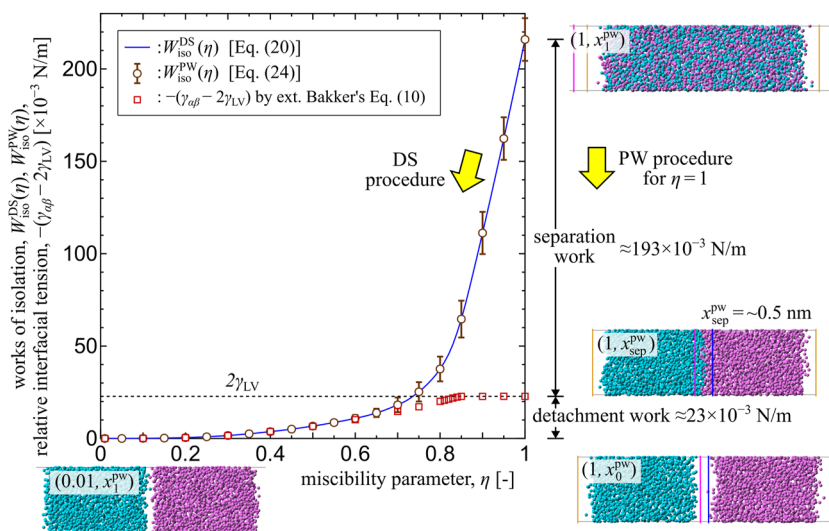 works of isolation, W_iso^DS(η), W_iso^PW(η),
relative interfacial tension, −(γ_αβ − 2γ_LV) [×10⁻³ N/m]
200
150
100
50
0
: W_iso^DS(η) [Eq. (20)]
: W_iso^PW(η) [Eq. (24)]
: −(γ_αβ − 2γ_LV) by ext. Bakker's Eq. (10)
DS
procedure
2γ_LV
0 0.2 0.4 0.6 0.8 1
miscibility parameter, η [-]
(0.01, x_1^pw)
(1, x_1^pw)
PW procedure
for η = 1
separation
work
≈193×10⁻³ N/m
x_sep^pw = ~0.5 nm
(1, x_sep^pw)
detachment work ≈23×10⁻³ N/m
(1, x_0^pw)